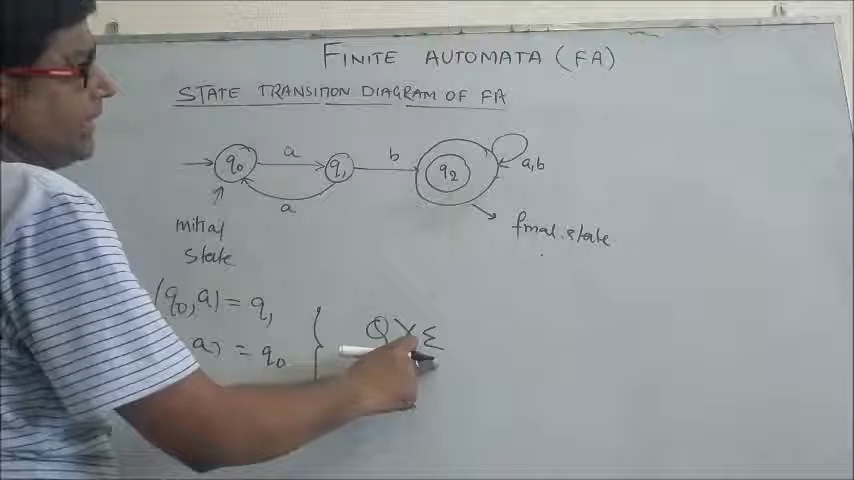 FINITE AUTOMATA (FA)
STATE TRANSITION DIAGRAM OF FA
a
b
a,b
q0
q1
q2
a
initial
state
final state
(q0, a) = q1
a) = q0
Q × Σ